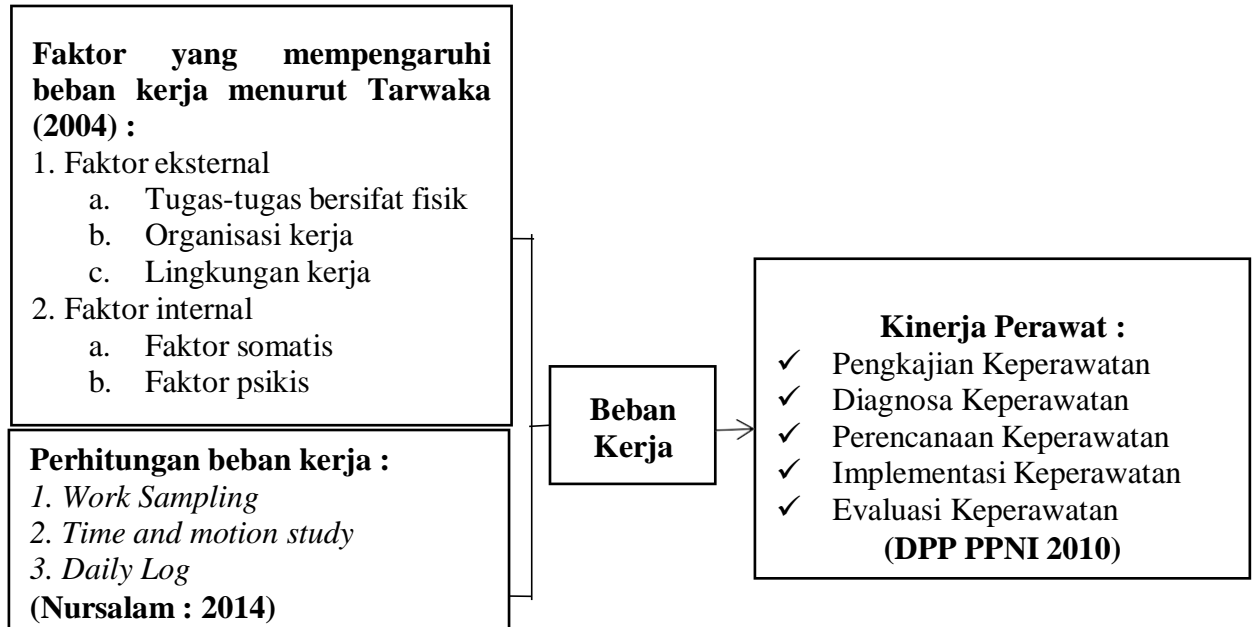 Faktor yang mempengaruhi
beban kerja menurut Tarwaka
(2004) :
1. Faktor eksternal
a. Tugas-tugas bersifat fisik
b. Organisasi kerja
c. Lingkungan kerja
2. Faktor internal
a. Faktor somatis
b. Faktor psikis
Perhitungan beban kerja :
1. Work Sampling
2. Time and motion study
3. Daily Log
(Nursalam : 2014)
Beban
Kerja
Kinerja Perawat :
✓ Pengkajian Keperawatan
✓ Diagnosa Keperawatan
✓ Perencanaan Keperawatan
✓ Implementasi Keperawatan
✓ Evaluasi Keperawatan
(DPP PPNI 2010)